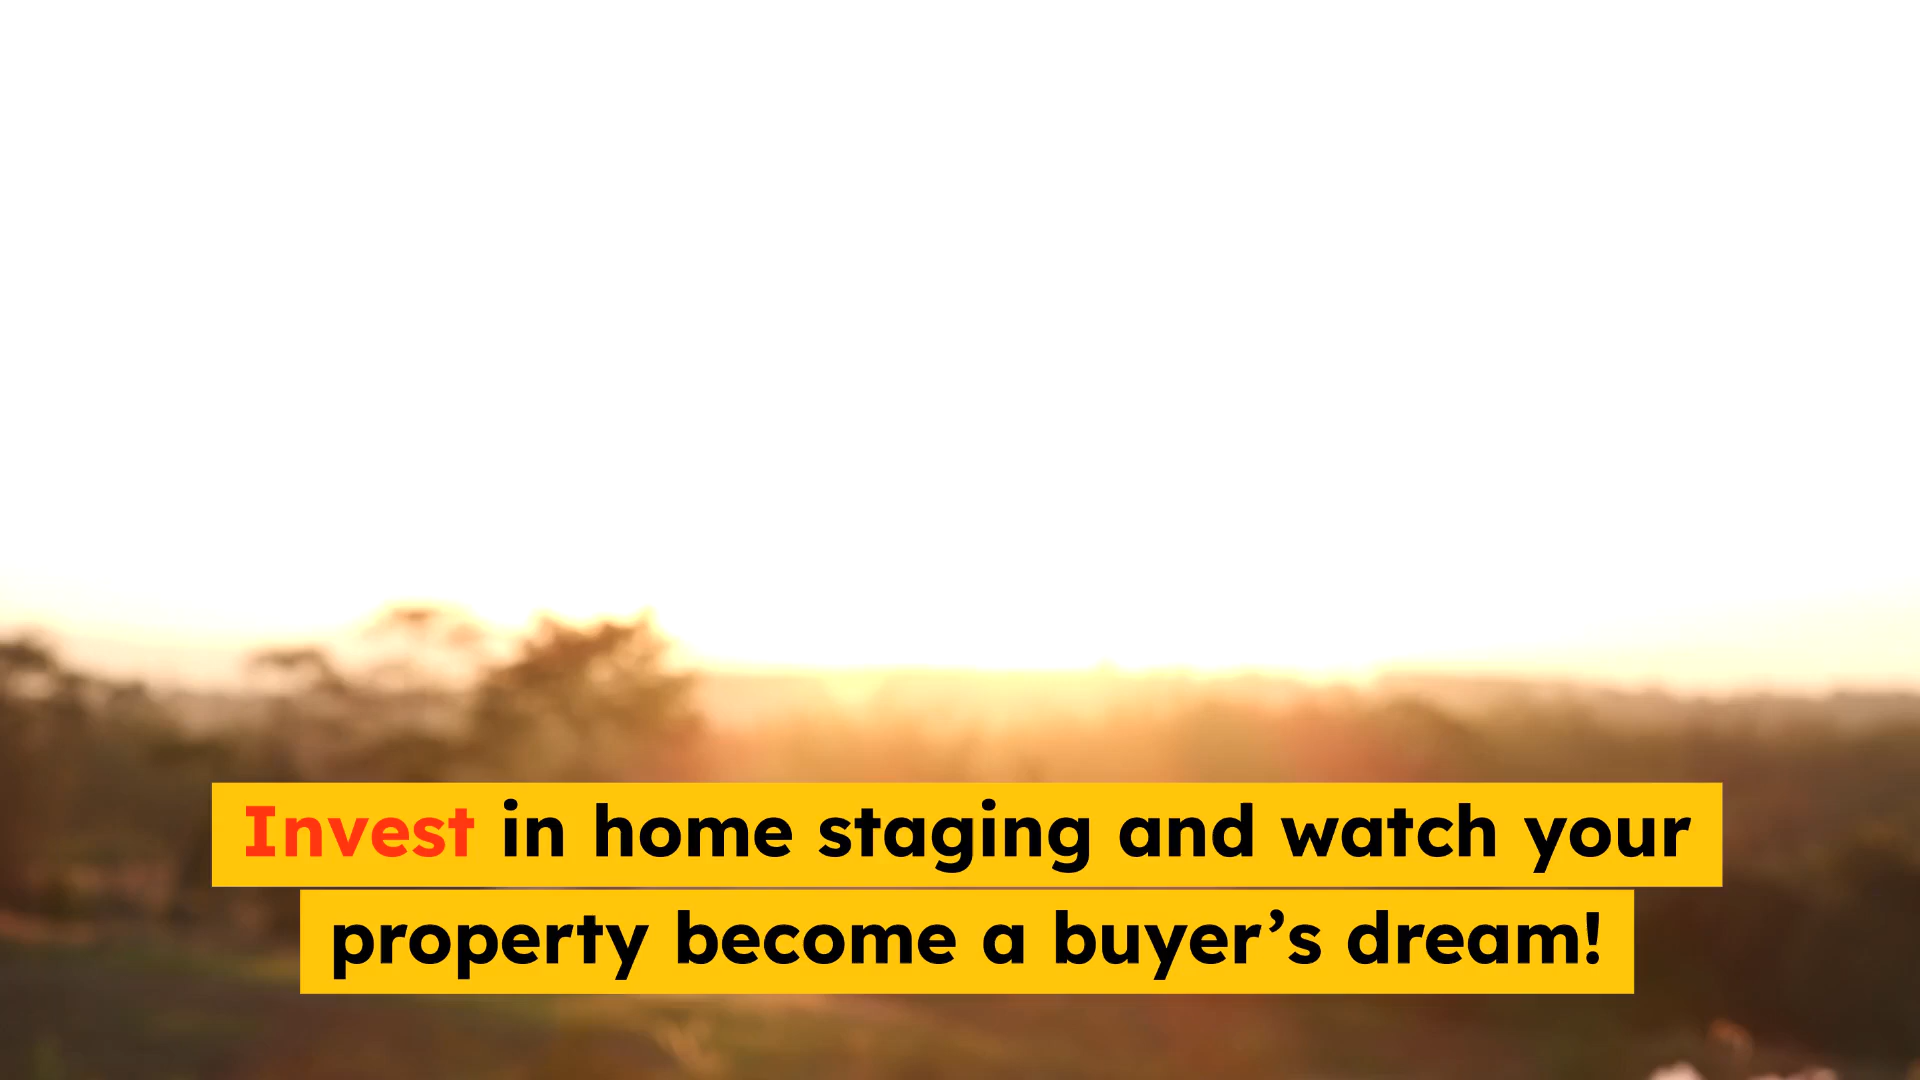 Invest in home staging and watch your
property become a buyer’s dream!